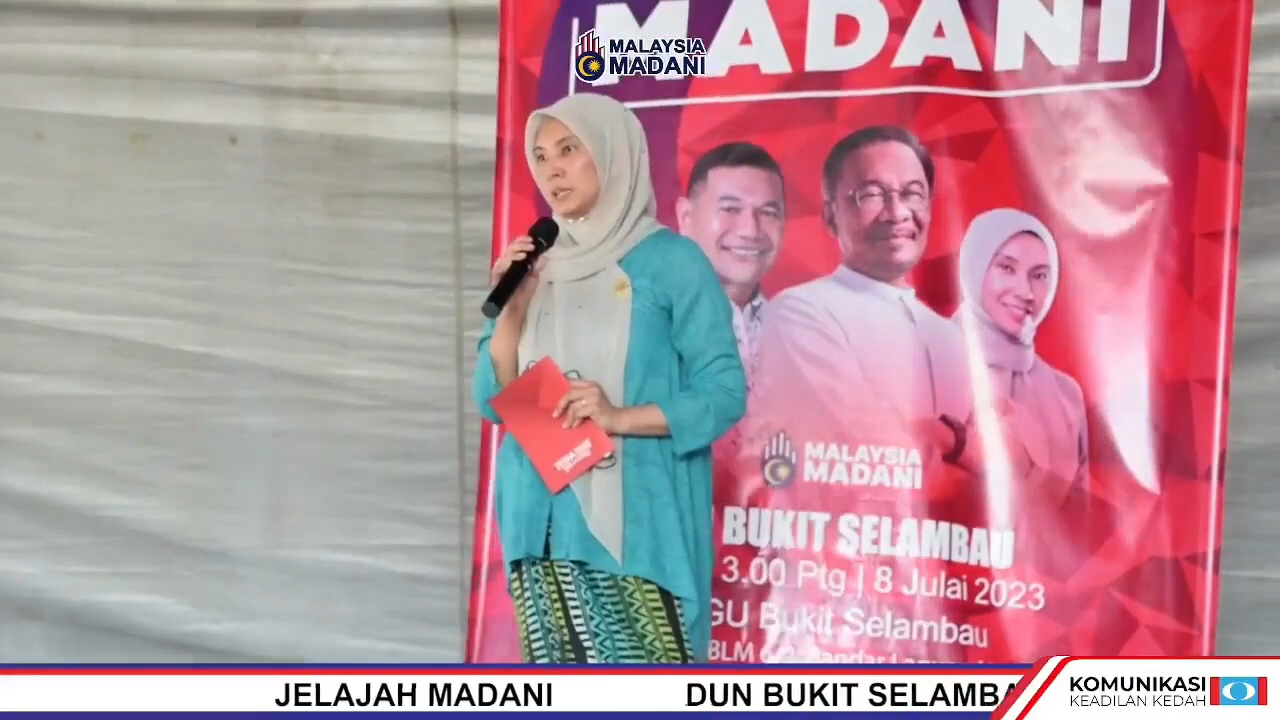 MADANI
MALAYSIA
MADANI
MALAYSIA
MADANI
BUKIT SELAMBAU
3.00 Ptg | 8 Julai 2023
GU Bukit Selambau
BLM
JELAJAH MADANI DUN BUKIT SELAMBA
KOMUNIKASI
KEADILAN KEDAH